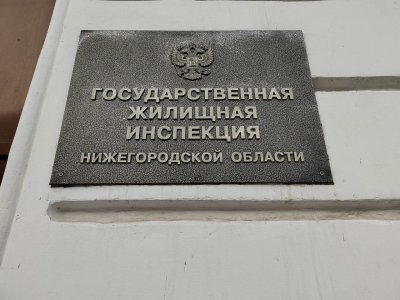 ГОСУДАРСТВЕННАЯ
ЖИЛИЩНАЯ
ИНСПЕКЦИЯ
НИЖЕГОРОДСКОЙ ОБЛАСТИ